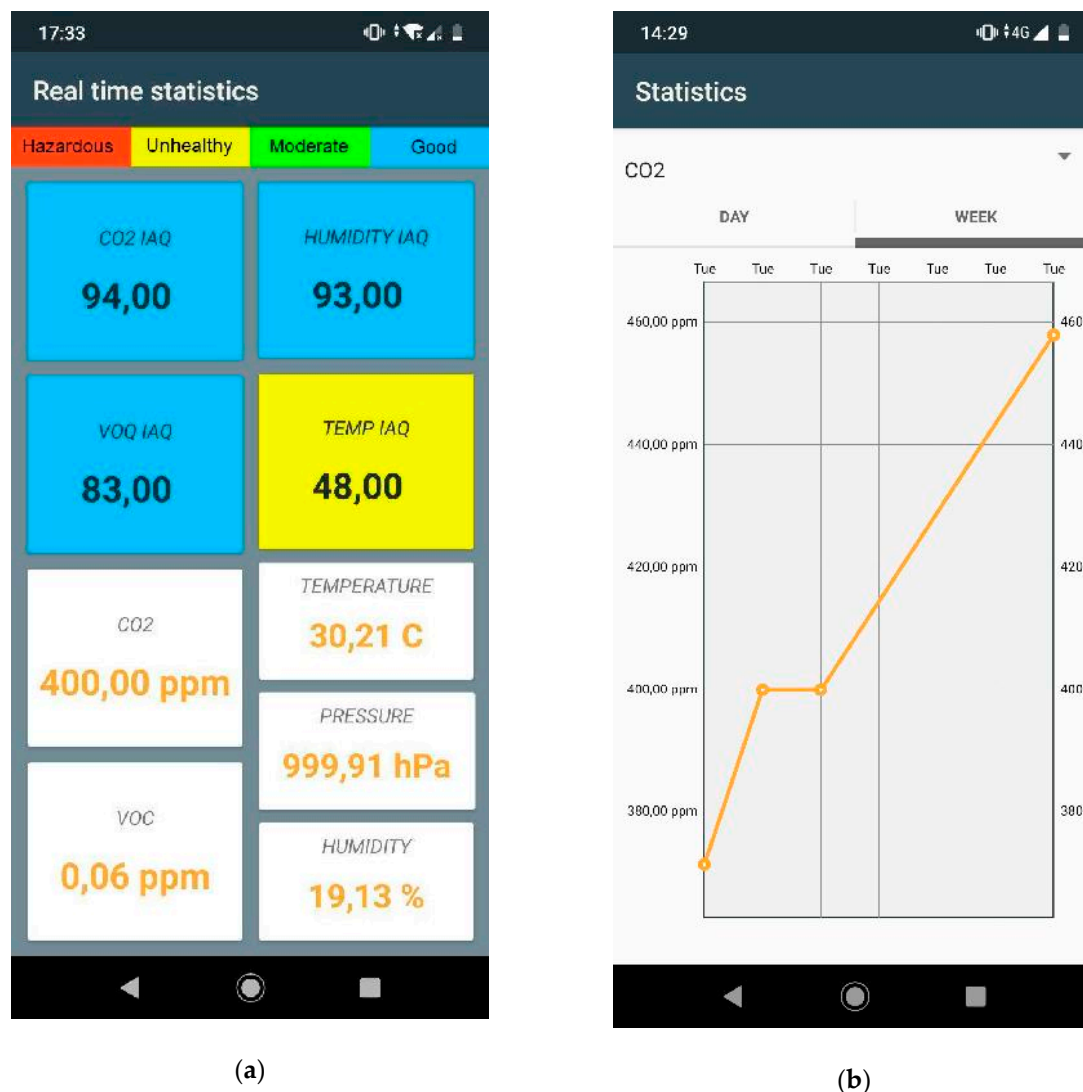 17:33
Real time statistics
Hazardous Unhealthy Moderate Good
CO2 IAQ
94,00
HUMIDITY IAQ
93,00
VOQ IAQ
83,00
TEMP IAQ
48,00
CO2
400,00 ppm
VOC
0,06 ppm
TEMPERATURE
30,21 C
PRESSURE
999,91 hPa
HUMIDITY
19,13 %
(a)
14:29 4G
Statistics
CO2
DAY WEEK
Tue Tue Tue Tue Tue Tue Tue
460,00 ppm 460
440,00 ppm 440
420,00 ppm 420
400,00 ppm 400
380,00 ppm 380
(b)